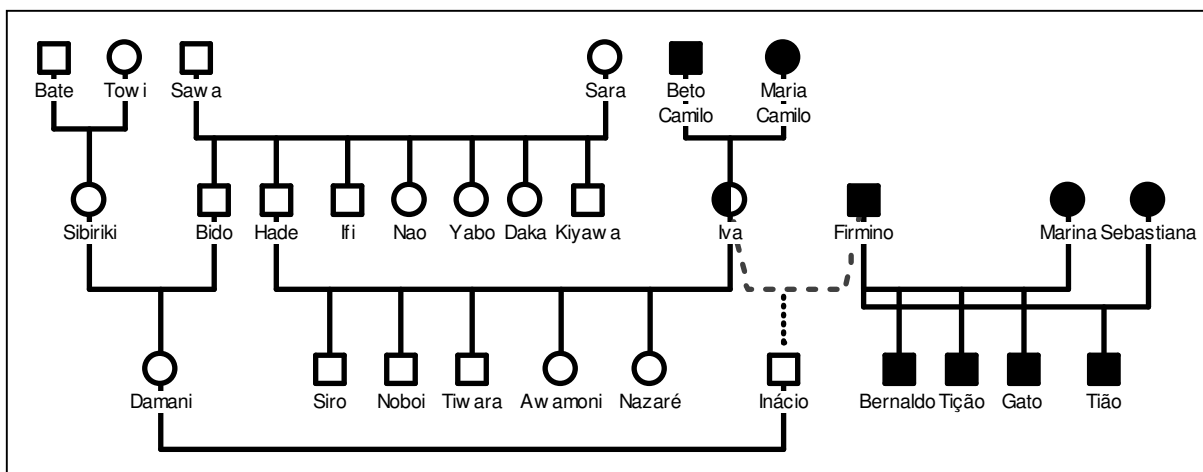 Bate Towi Sawa Sara Beto Maria
Camilo Camilo
Sibiriki Bido Hade Ifi Nao Yabo Daka Kiyawa Iva Firmino Marina Sebastiana
Damani Siro Noboi Tiwara Awamoni Nazaré Inácio Bernaldo Tição Gato Tião